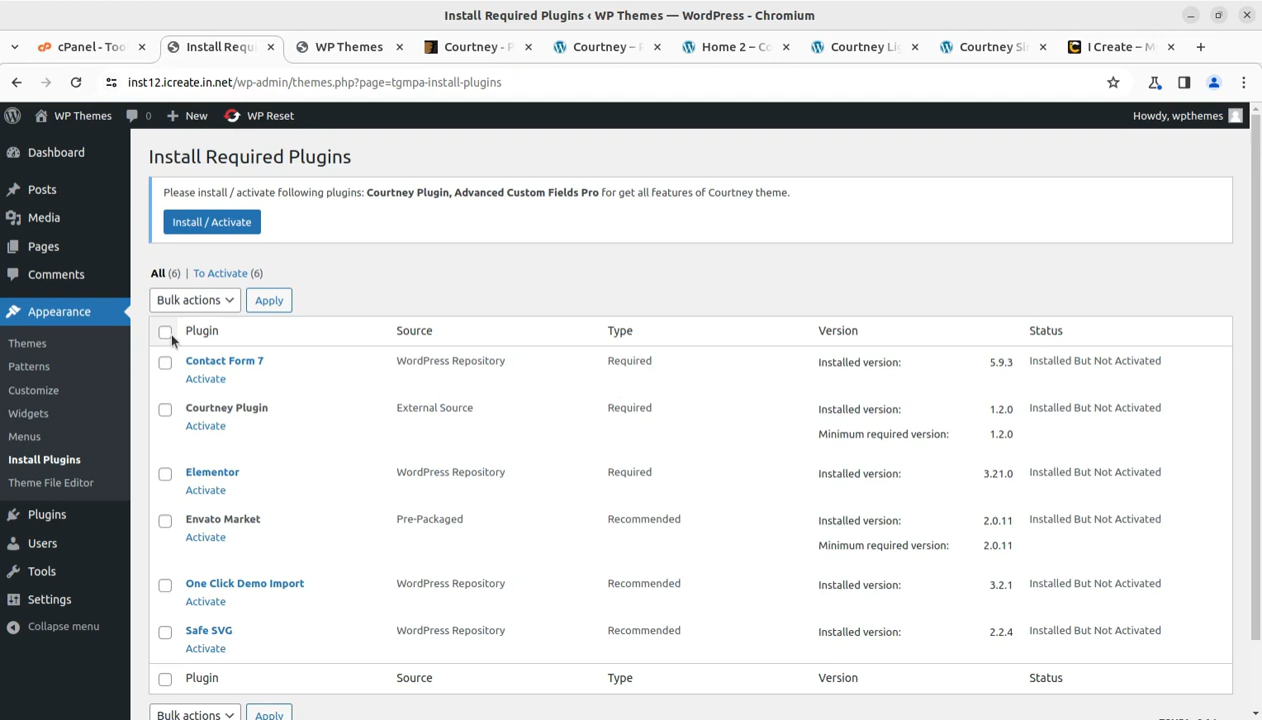 Install Required Plugins ‹ WP Themes — WordPress - Chromium
cPanel - Too
Install Requ
WP Themes
Courtney - P
Courtney –
Home 2 – C
Courtney Li
Courtney Si
I Create – M
inst12.icreate.in.net/wp-admin/themes.php?page=tgmpa-install-plugins
WP Themes
0
New
WP Reset
Howdy, wpthemes
Dashboard
Posts
Media
Pages
Comments
Appearance
Themes
Patterns
Customize
Widgets
Menus
Install Plugins
Theme File Editor
Plugins
Users
Tools
Settings
Collapse menu
Install Required Plugins
Please install / activate following plugins: Courtney Plugin, Advanced Custom Fields Pro for get all features of Courtney theme.
Install / Activate
All (6) | To Activate (6)
Bulk actions Apply
Plugin Source Type Version Status
Contact Form 7 WordPress Repository Required Installed version: 5.9.3 Installed But Not Activated
Activate
Courtney Plugin External Source Required Installed version: 1.2.0 Installed But Not Activated
Activate Minimum required version: 1.2.0
Elementor WordPress Repository Required Installed version: 3.21.0 Installed But Not Activated
Activate
Envato Market Pre-Packaged Recommended Installed version: 2.0.11 Installed But Not Activated
Activate Minimum required version: 2.0.11
One Click Demo Import WordPress Repository Recommended Installed version: 3.2.1 Installed But Not Activated
Activate
Safe SVG WordPress Repository Recommended Installed version: 2.2.4 Installed But Not Activated
Activate
Plugin Source Type Version Status
Bulk actions Apply